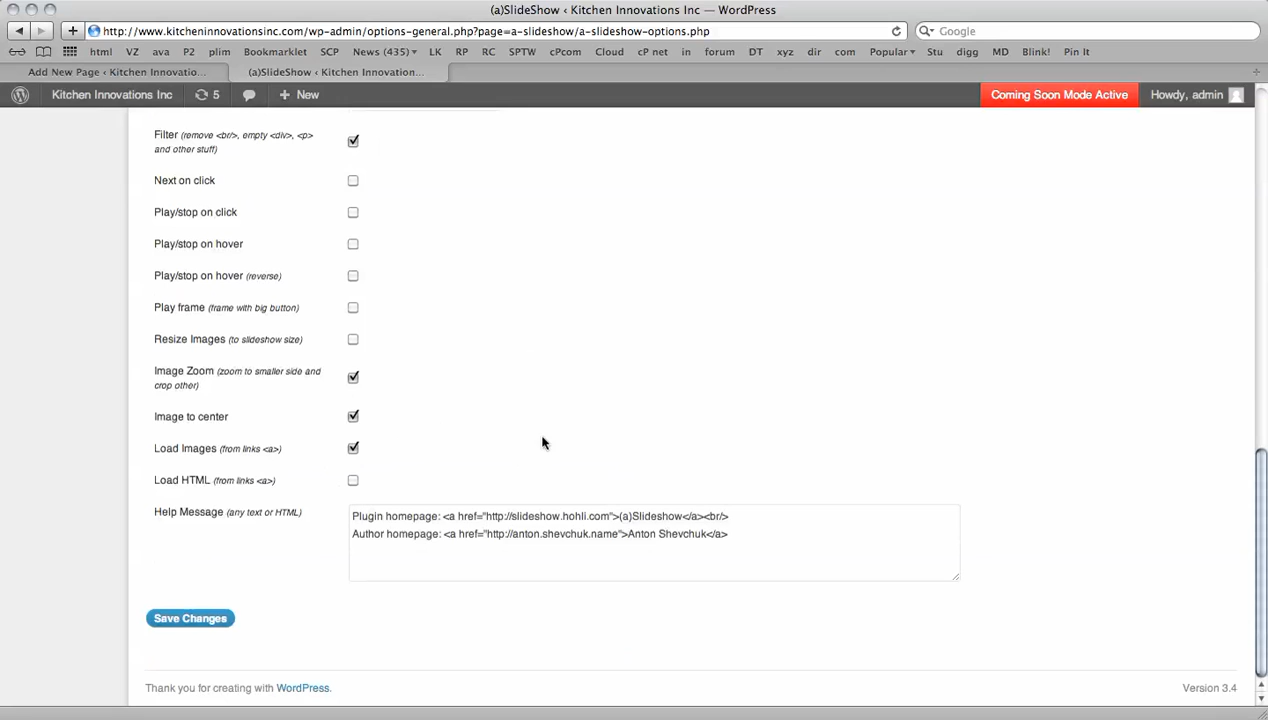 (a)SlideShow ‹ Kitchen Innovations Inc — WordPress
http://www.kitcheninnovationsinc.com/wp-admin/options-general.php?page=a-slideshow/a-slideshow-options.php
Google
html VZ ava P2 plim Bookmarklet SCP News (435) LK RP RC SPTW cPcom Cloud cP net in forum DT xyz dir com Popular Stu digg MD Blink! Pin It
Add New Page ‹ Kitchen Innovatio... (a)SlideShow ‹ Kitchen Innovation...
Kitchen Innovations Inc 5 + New Coming Soon Mode Active Howdy, admin
Filter (remove <br/>, empty <div>, <p>
and other stuff)
Next on click
Play/stop on click
Play/stop on hover
Play/stop on hover (reverse)
Play frame (frame with big button)
Resize Images (to slideshow size)
Image Zoom (zoom to smaller side and
crop other)
Image to center
Load Images (from links <a>)
Load HTML (from links <a>)
Help Message (any text or HTML)
Plugin homepage: <a href="http://slideshow.hohli.com">(a)Slideshow</a><br/>
Author homepage: <a href="http://anton.shevchuk.name">Anton Shevchuk</a>
Save Changes
Thank you for creating with WordPress. Version 3.4